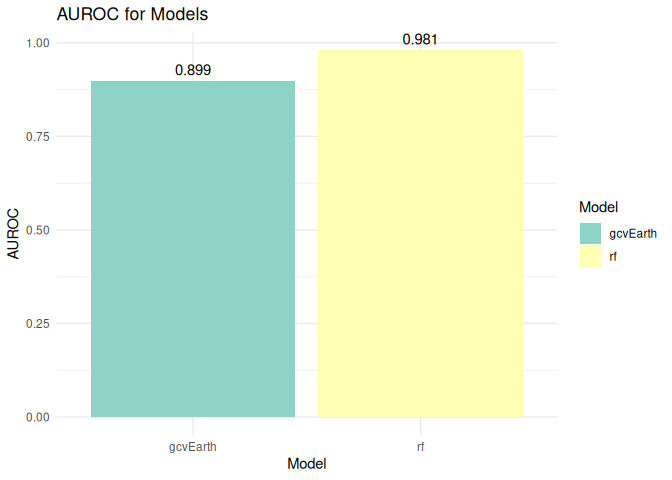 AUROC for Models
1.00
0.75
0.50
0.25
0.00
AUROC
0.899
0.981
gcvEarth
rf
Model
Model
gcvEarth
rf